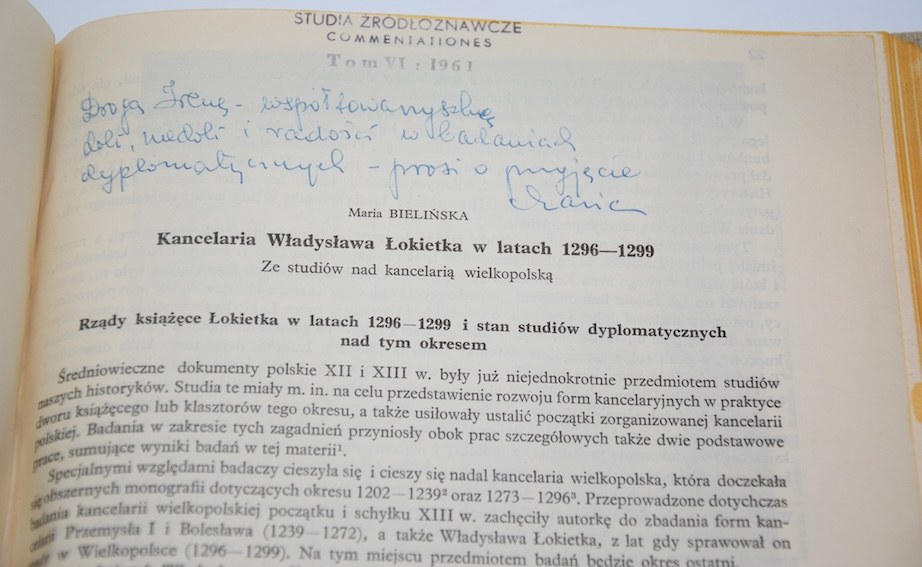 STUDIA ŹRÓDŁOZNAWCZE
COMMENTATIONES
Tom VI : 1961
Drogą Irenę – współtowarzyszkę
doli, niedoli i radości w badaniach
dyplomatycznych – prosi o przyjęcie
Maria
Maria BIELIŃSKA
Kancelaria Władysława Łokietka w latach 1296—1299
Ze studiów nad kancelarią wielkopolską
Rządy książęce Łokietka w latach 1296—1299 i stan studiów dyplomatycznych
nad tym okresem
Średniowieczne dokumenty polskie XII i XIII w. były już niejednokrotnie przedmiotem studiów
naszych historyków. Studia te miały m. in. na celu przedstawienie rozwoju form kancelaryjnych w praktyce
dworu książęcego lub klasztorów tego okresu, a także usiłowały ustalić początki zorganizowanej kancelarii
polskiej. Badania w zakresie tych zagadnień przyniosły obok prac szczegółowych także dwie podstawowe
prace, sumujące wyniki badań w tej materii¹.
Specjalnymi względami badaczy cieszyła się i cieszy się nadal kancelaria wielkopolska, która doczekała
się obszernych monografii dotyczących okresu 1202—1239² oraz 1273—1296³. Przeprowadzone dotychczas
badania kancelarii wielkopolskiej początku i schyłku XIII w. zachęciły autorkę do zbadania form kan-
celarii Przemysła I i Bolesława (1239—1272), a także Władysława Łokietka, z lat gdy sprawował on
w Wielkopolsce (1296—1299). Na tym miejscu przedmiotem badań będzie okres ostatni.